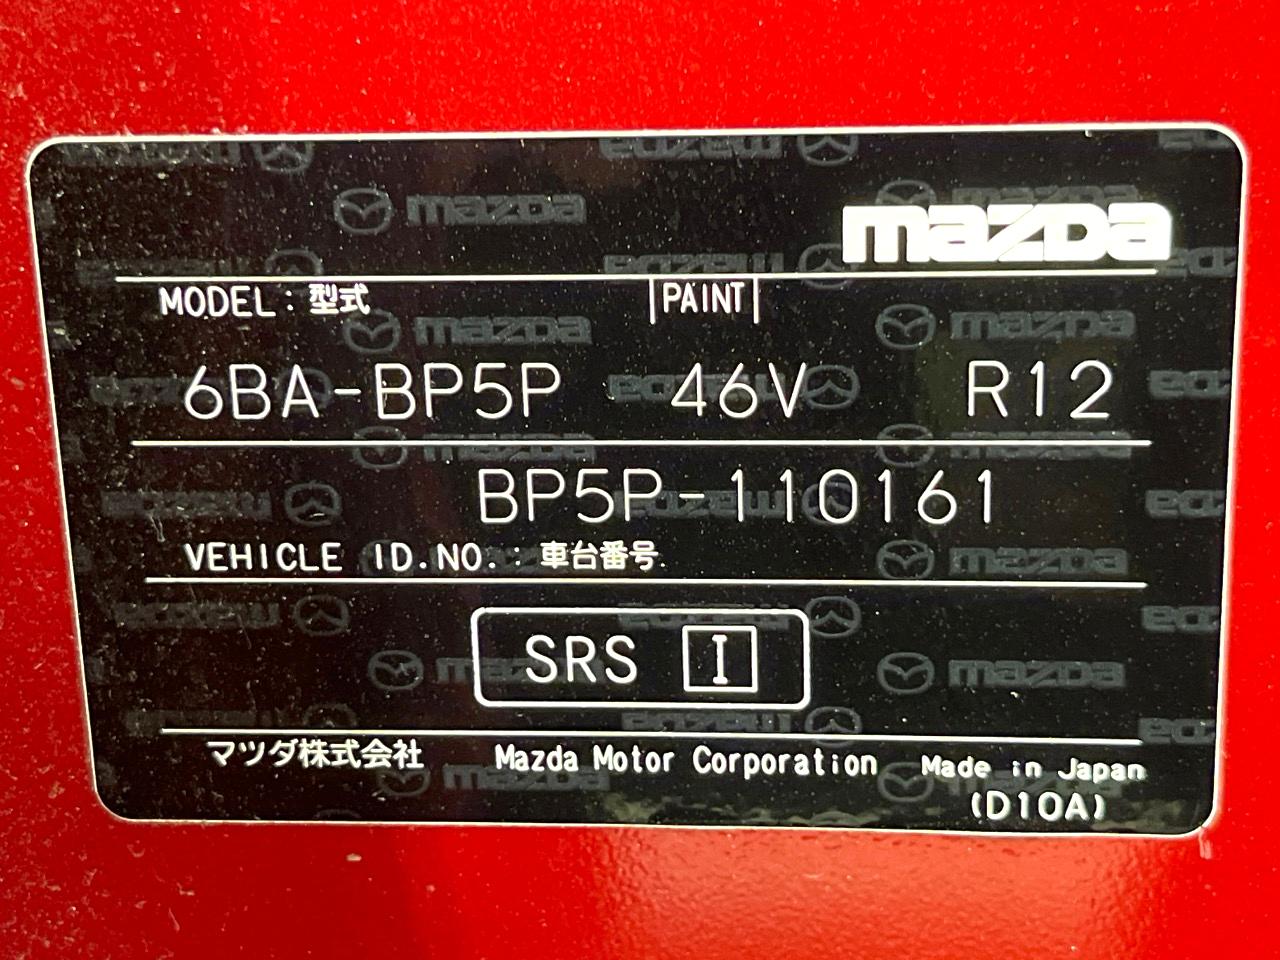 mazda
MODEL : 型式 PAINT
6BA-BP5P 46V R12
BP5P-110161
VEHICLE ID.NO. : 車台番号
SRS I
マツダ株式会社 Mazda Motor Corporation Made in Japan
(D10A)